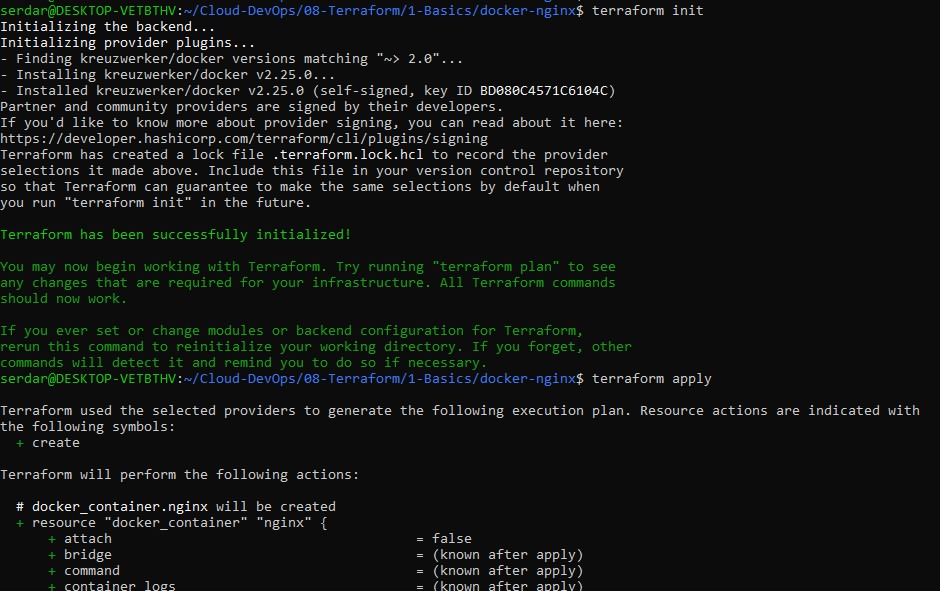 serdar@DESKTOP-VETBTHV:~/Cloud-DevOps/08-Terraform/1-Basics/docker-nginx$ terraform init
Initializing the backend...
Initializing provider plugins...
- Finding kreuzwerker/docker versions matching "~> 2.0"...
- Installing kreuzwerker/docker v2.25.0...
- Installed kreuzwerker/docker v2.25.0 (self-signed, key ID BD080C4571C6104C)
Partner and community providers are signed by their developers.
If you'd like to know more about provider signing, you can read about it here:
https://developer.hashicorp.com/terraform/cli/plugins/signing
Terraform has created a lock file .terraform.lock.hcl to record the provider
selections it made above. Include this file in your version control repository
so that Terraform can guarantee to make the same selections by default when
you run "terraform init" in the future.
Terraform has been successfully initialized!
You may now begin working with Terraform. Try running "terraform plan" to see
any changes that are required for your infrastructure. All Terraform commands
should now work.
If you ever set or change modules or backend configuration for Terraform,
rerun this command to reinitialize your working directory. If you forget, other
commands will detect it and remind you to do so if necessary.
serdar@DESKTOP-VETBTHV:~/Cloud-DevOps/08-Terraform/1-Basics/docker-nginx$ terraform apply
Terraform used the selected providers to generate the following execution plan. Resource actions are indicated with
the following symbols:
+ create
Terraform will perform the following actions:
# docker_container.nginx will be created
+ resource "docker_container" "nginx" {
+ attach = false
+ bridge = (known after apply)
+ command = (known after apply)
+ container_logs = (known after apply)